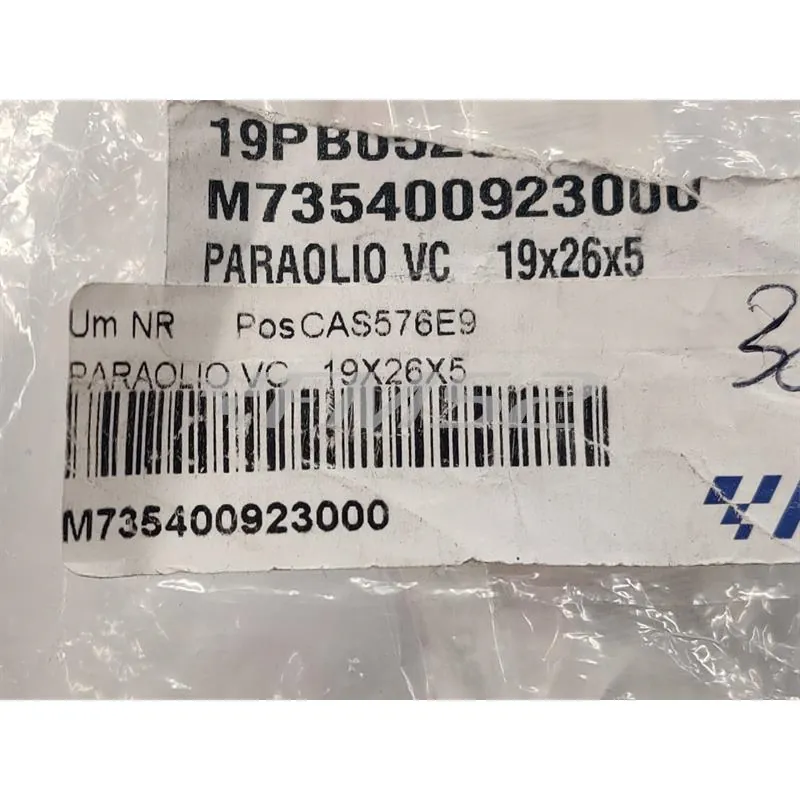 M735400923000
PARAOLIO VC 19x26x5
Um NR PosCAS576E9
PARAOLIO VC 19X26X5
M735400923000